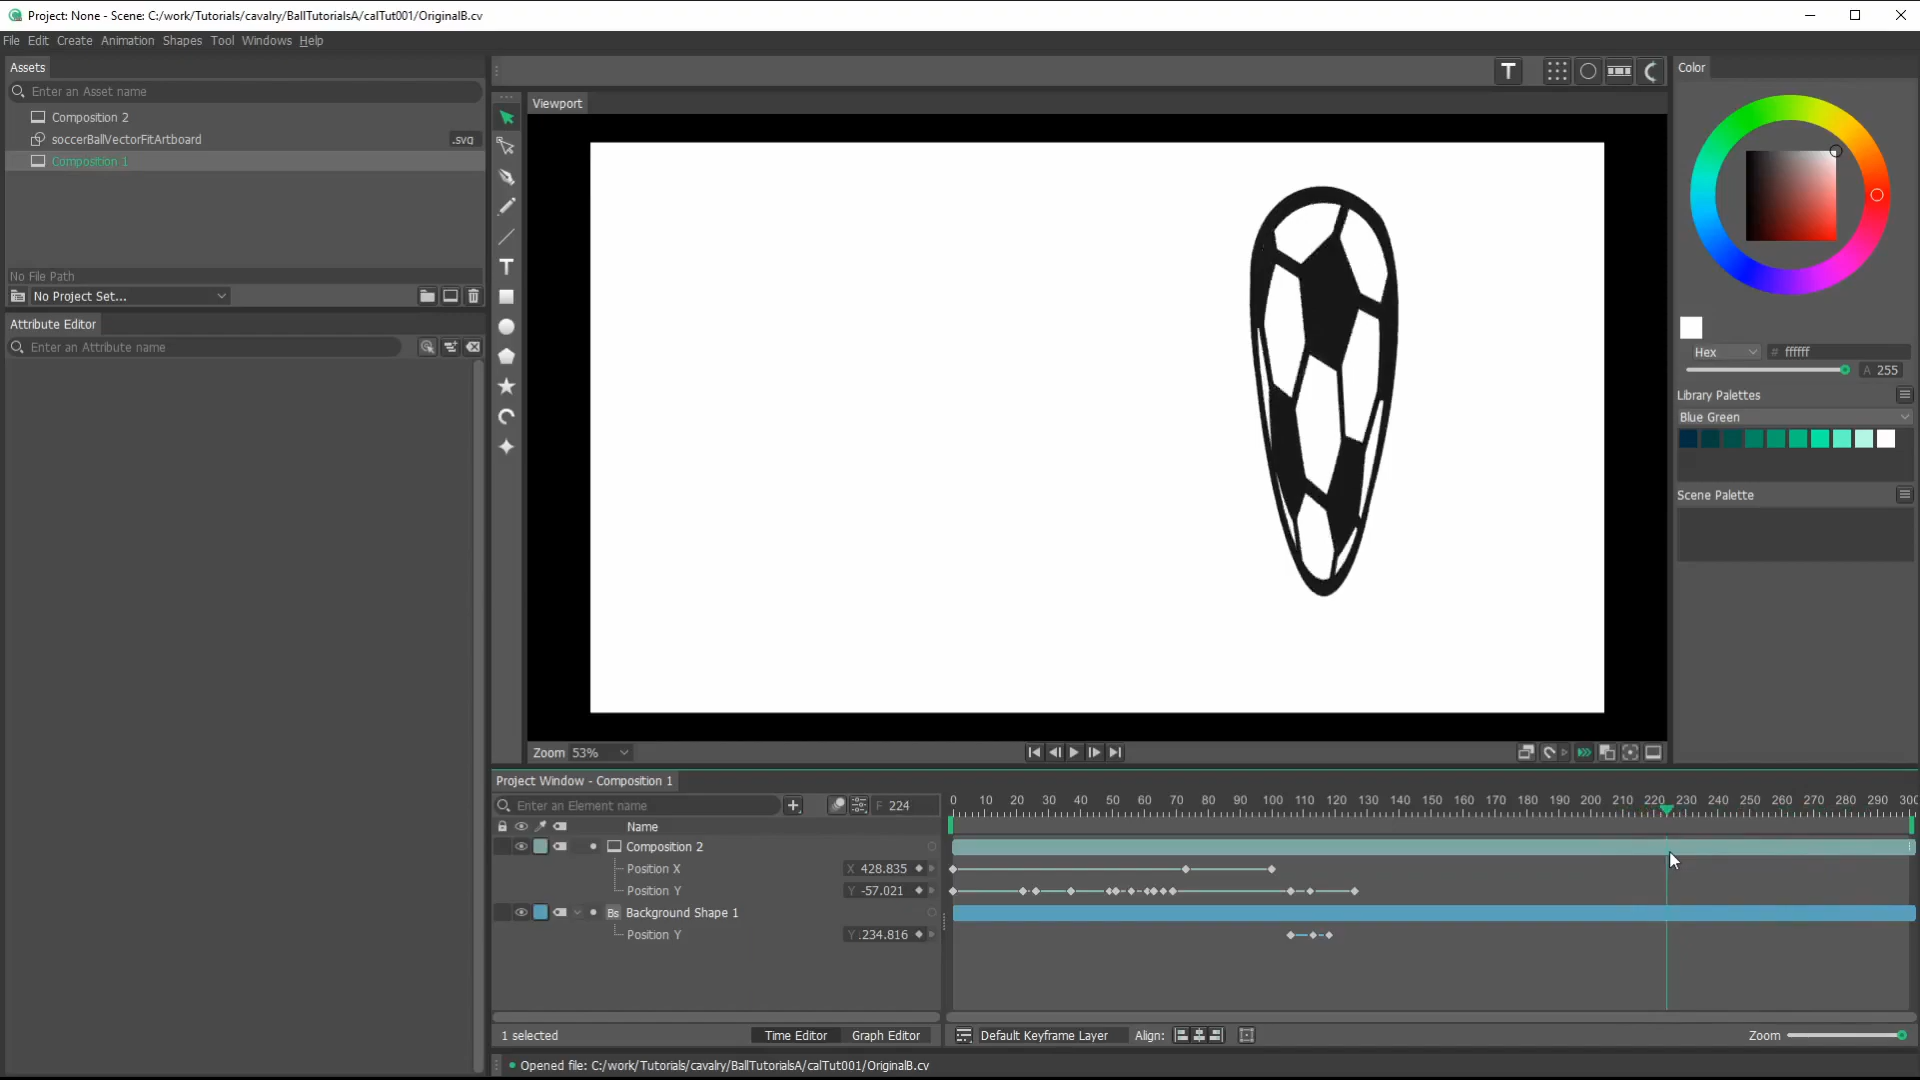 Project: None - Scene: C:/work/Tutorials/cavalry/BallTutorialsA/calTut001/OriginalB.cv
File Edit Create Animation Shapes Tool Windows Help
Assets
Enter an Asset name
Composition 2
soccerBallVectorFitArtboard .svg
Composition 1
No File Path
No Project Set...
Attribute Editor
Enter an Attribute name
T
Viewport
T
Zoom 53%
Color
Hex # ffffff
A 255
Library Palettes
Blue Green
Scene Palette
Project Window - Composition 1
Enter an Element name F 224
0 10 20 30 40 50 60 70 80 90 100 110 120 130 140 150 160 170 180 190 200 210 220 230 240 250 260 270 280 290 300
Name
Composition 2
Position X X 428.835
Position Y Y -57.021
Bs Background Shape 1
Position Y Y .234.816
1 selected Time Editor Graph Editor Default Keyframe Layer Align: Zoom
Opened file: C:/work/Tutorials/cavalry/BallTutorialsA/calTut001/OriginalB.cv